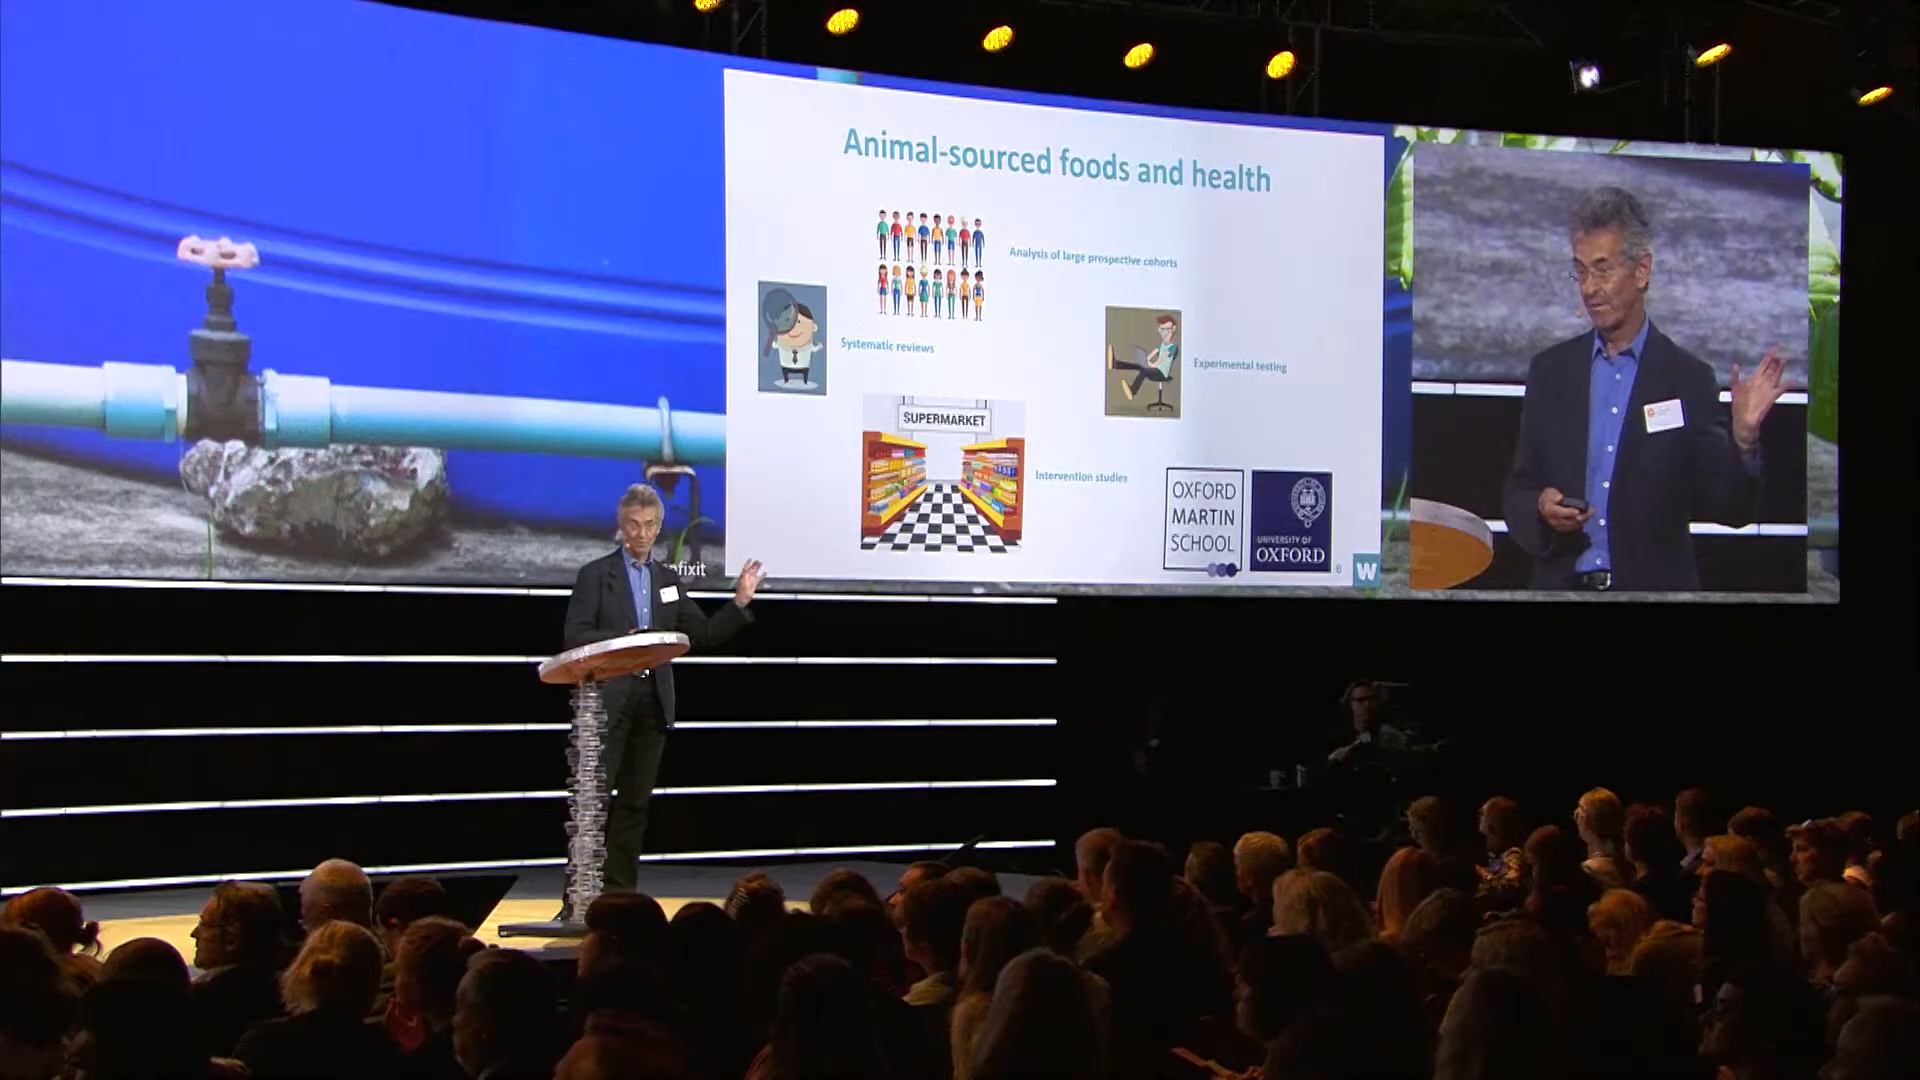 Animal-sourced foods and health
Analysis of large prospective cohorts
Systematic reviews
Experimental testing
SUPERMARKET
Intervention studies
OXFORD
MARTIN
SCHOOL
UNIVERSITY OF
OXFORD
6
W